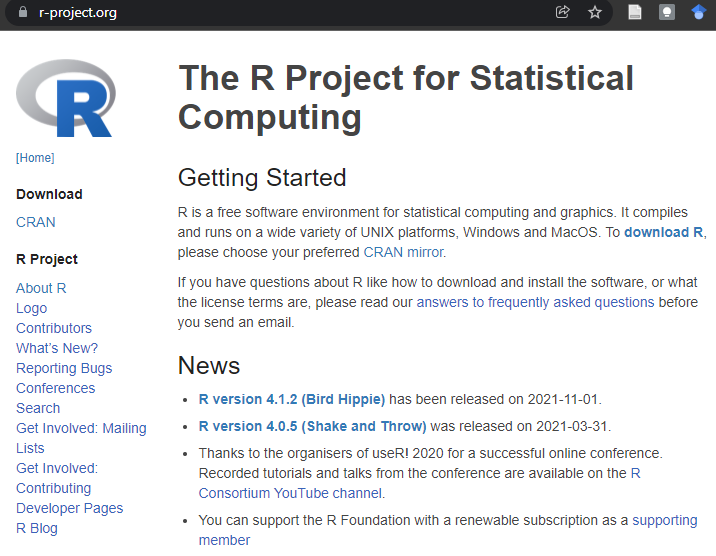 r-project.org
R
[Home]
Download
CRAN
R Project
About R
Logo
Contributors
What's New?
Reporting Bugs
Conferences
Search
Get Involved: Mailing
Lists
Get Involved:
Contributing
Developer Pages
R Blog
The R Project for Statistical
Computing
Getting Started
R is a free software environment for statistical computing and graphics. It compiles
and runs on a wide variety of UNIX platforms, Windows and MacOS. To download R,
please choose your preferred CRAN mirror.
If you have questions about R like how to download and install the software, or what
the license terms are, please read our answers to frequently asked questions before
you send an email.
News
• R version 4.1.2 (Bird Hippie) has been released on 2021-11-01.
• R version 4.0.5 (Shake and Throw) was released on 2021-03-31.
• Thanks to the organisers of useR! 2020 for a successful online conference.
Recorded tutorials and talks from the conference are available on the R
Consortium YouTube channel.
• You can support the R Foundation with a renewable subscription as a supporting
member